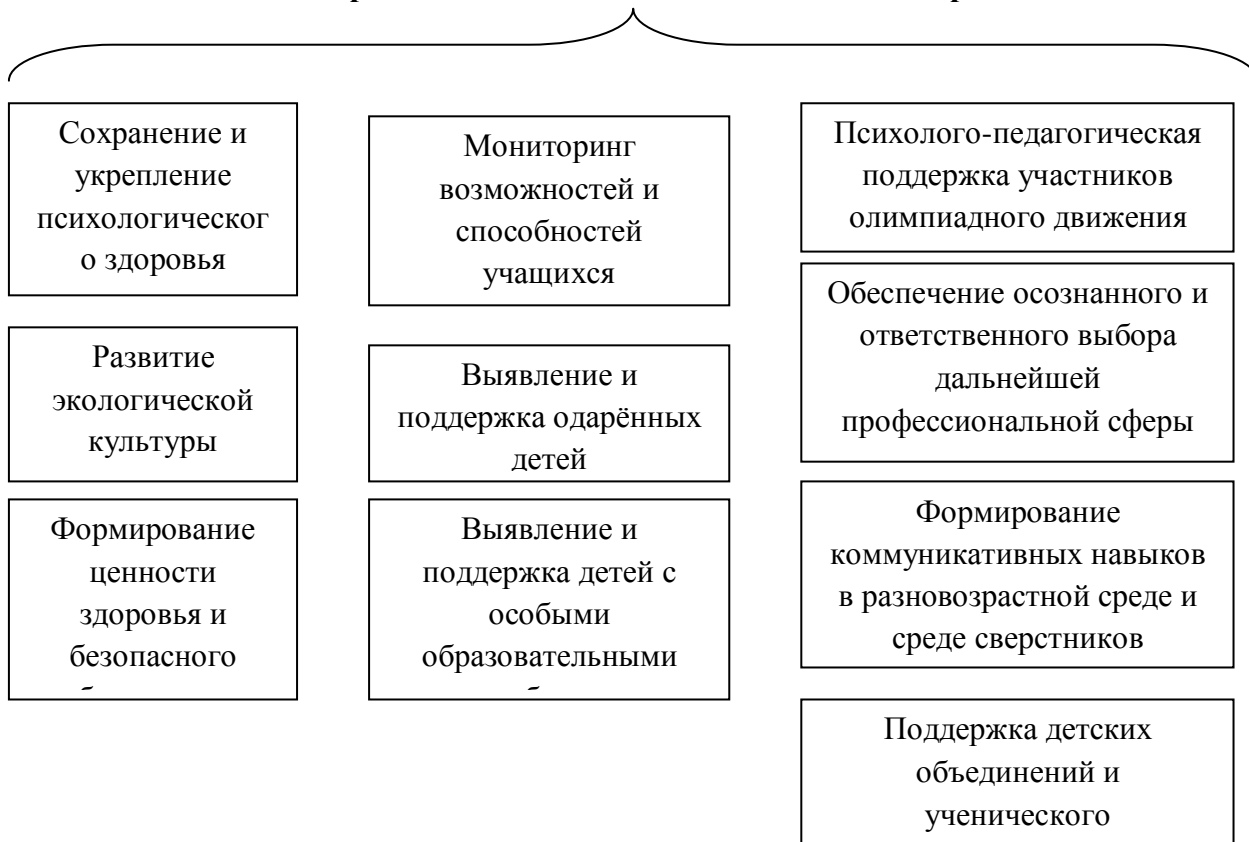 Сохранение и
укрепление
психологическог
о здоровья
Развитие
экологической
культуры
Формирование
ценности
здоровья и
безопасного
Мониторинг
возможностей и
способностей
учащихся
Выявление и
поддержка одарённых
детей
Выявление и
поддержка детей с
особыми
образовательными
Психолого-педагогическая
поддержка участников
олимпиадного движения
Обеспечение осознанного и
ответственного выбора
дальнейшей
профессиональной сферы
Формирование
коммуникативных навыков
в разновозрастной среде и
среде сверстников
Поддержка детских
объединений и
ученического